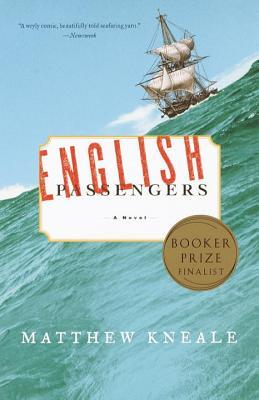 "A wryly comic, beautifully told seafaring yarn."
—Newsweek
ENGLISH
PASSENGERS
A Novel
BOOKER
PRIZE
FINALIST
MATTHEW KNEALE